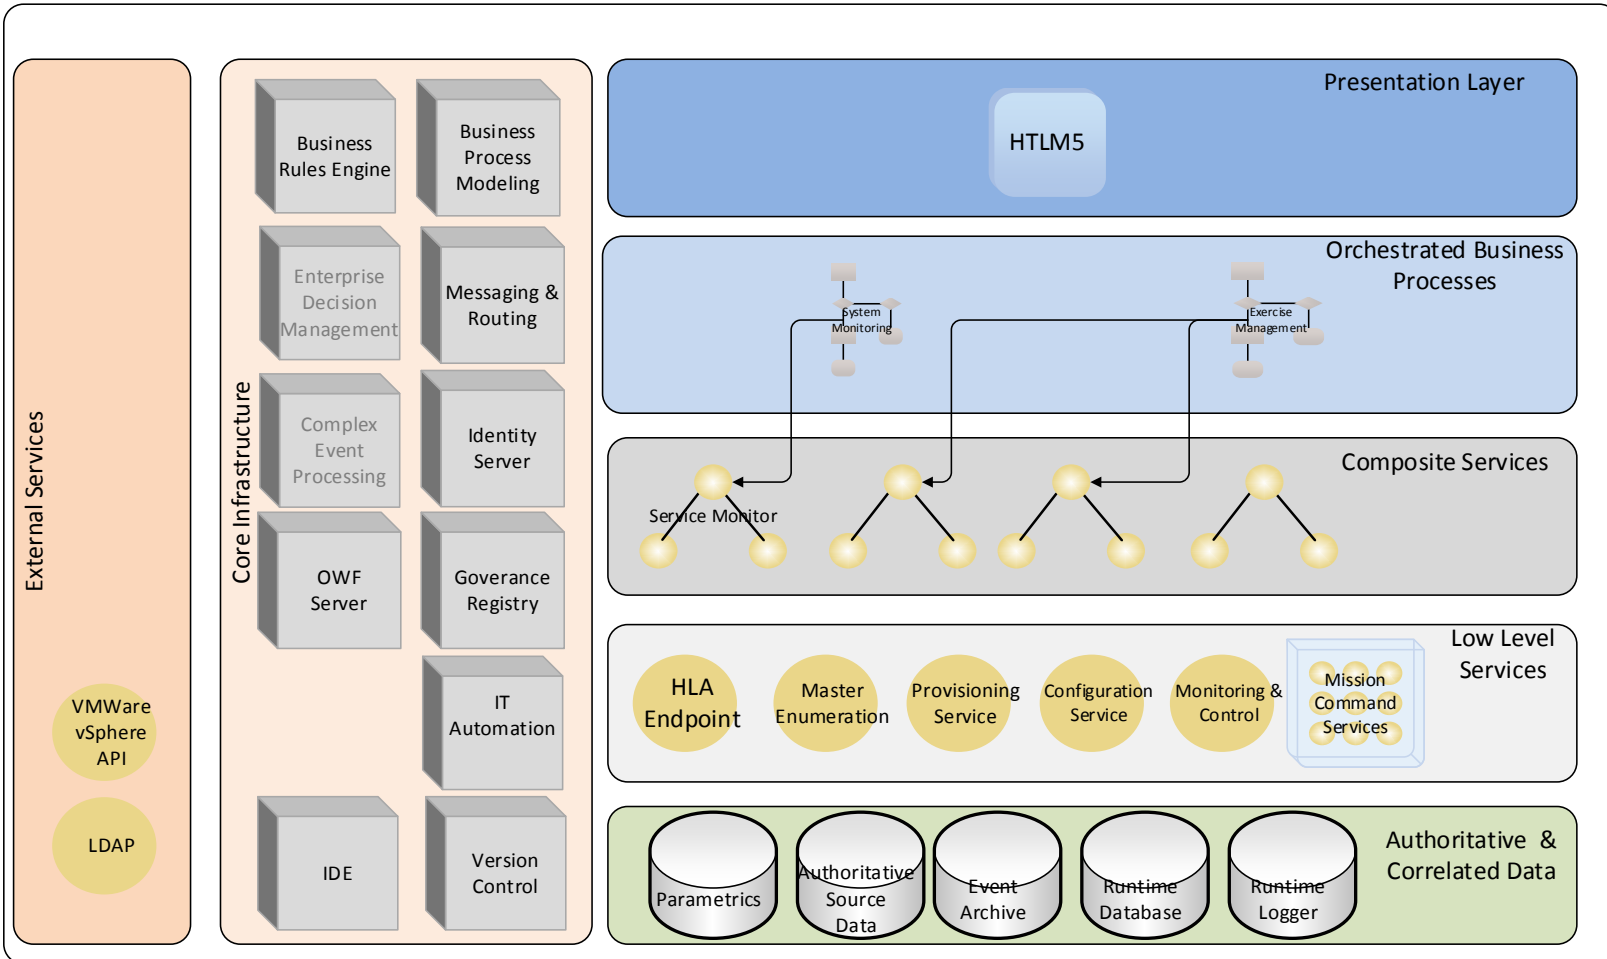 External Services
VMWare
vSphere
API
LDAP
Core Infrastructure
Business
Rules Engine
Business
Process
Modeling
Enterprise
Decision
Management
Messaging &
Routing
Complex
Event
Processing
Identity
Server
OWF
Server
Goverance
Registry
IT
Automation
IDE
Version
Control
Presentation Layer
HTLM5
Orchestrated Business
Processes
System
Monitoring
Exercise
Management
Composite Services
Service Monitor
Low Level
Services
HLA
Endpoint
Master
Enumeration
Provisioning
Service
Configuration
Service
Monitoring &
Control
Mission
Command
Services
Authoritative &
Correlated Data
Parametrics
Authoritative
Source
Data
Event
Archive
Runtime
Database
Runtime
Logger